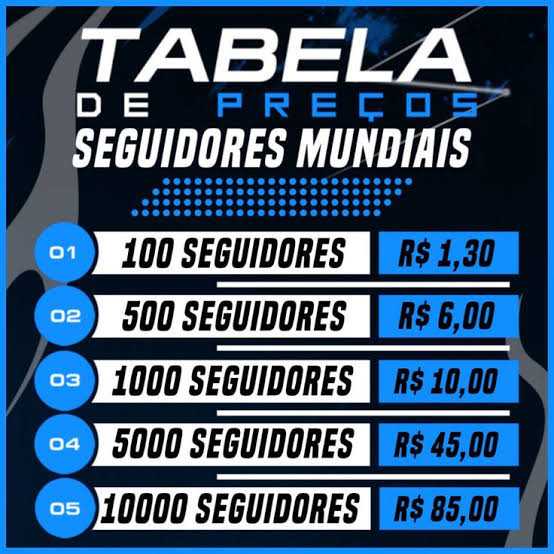 TABELA
DE PREÇOS
SEGUIDORES MUNDIAIS
01 100 SEGUIDORES R$ 1,30
02 500 SEGUIDORES R$ 6,00
03 1000 SEGUIDORES R$ 10,00
04 5000 SEGUIDORES R$ 45,00
05 10000 SEGUIDORES R$ 85,00